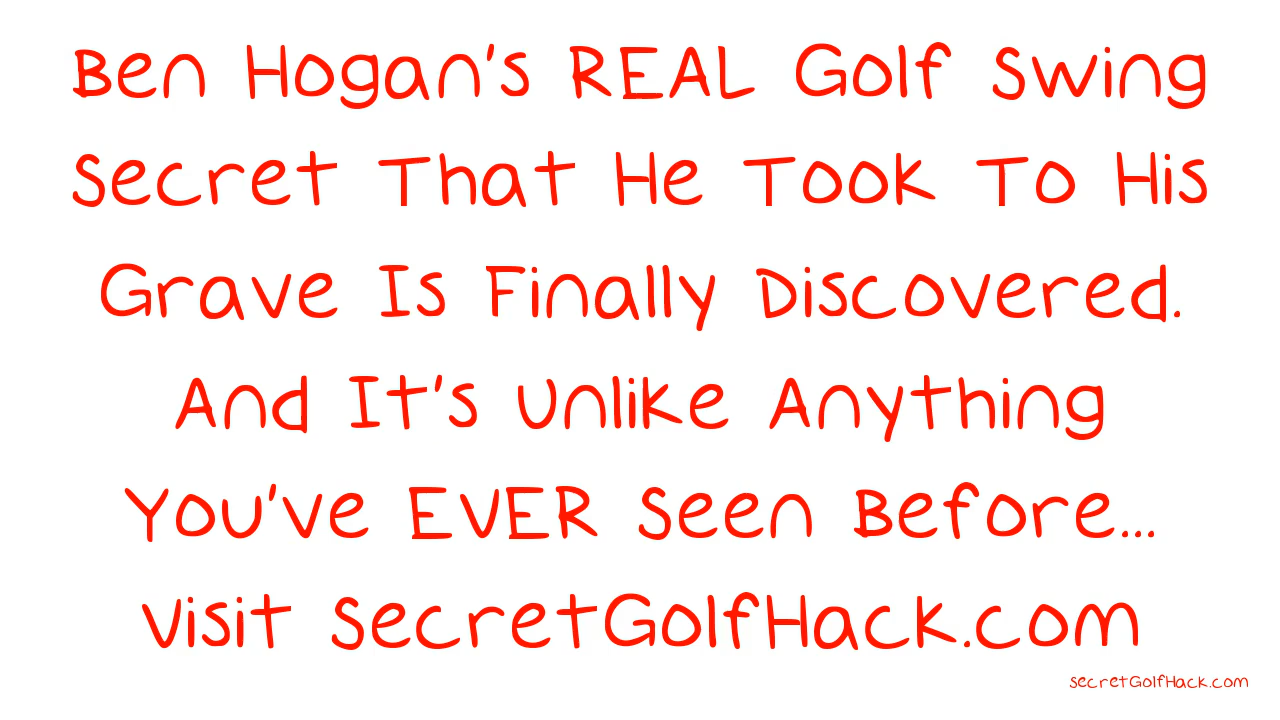 Ben Hogan's REAL Golf Swing
Secret That He Took To His
Grave Is Finally Discovered.
And It's Unlike Anything
You've EVER Seen Before...
Visit SecretGolfHack.com
SecretGolfHack.com